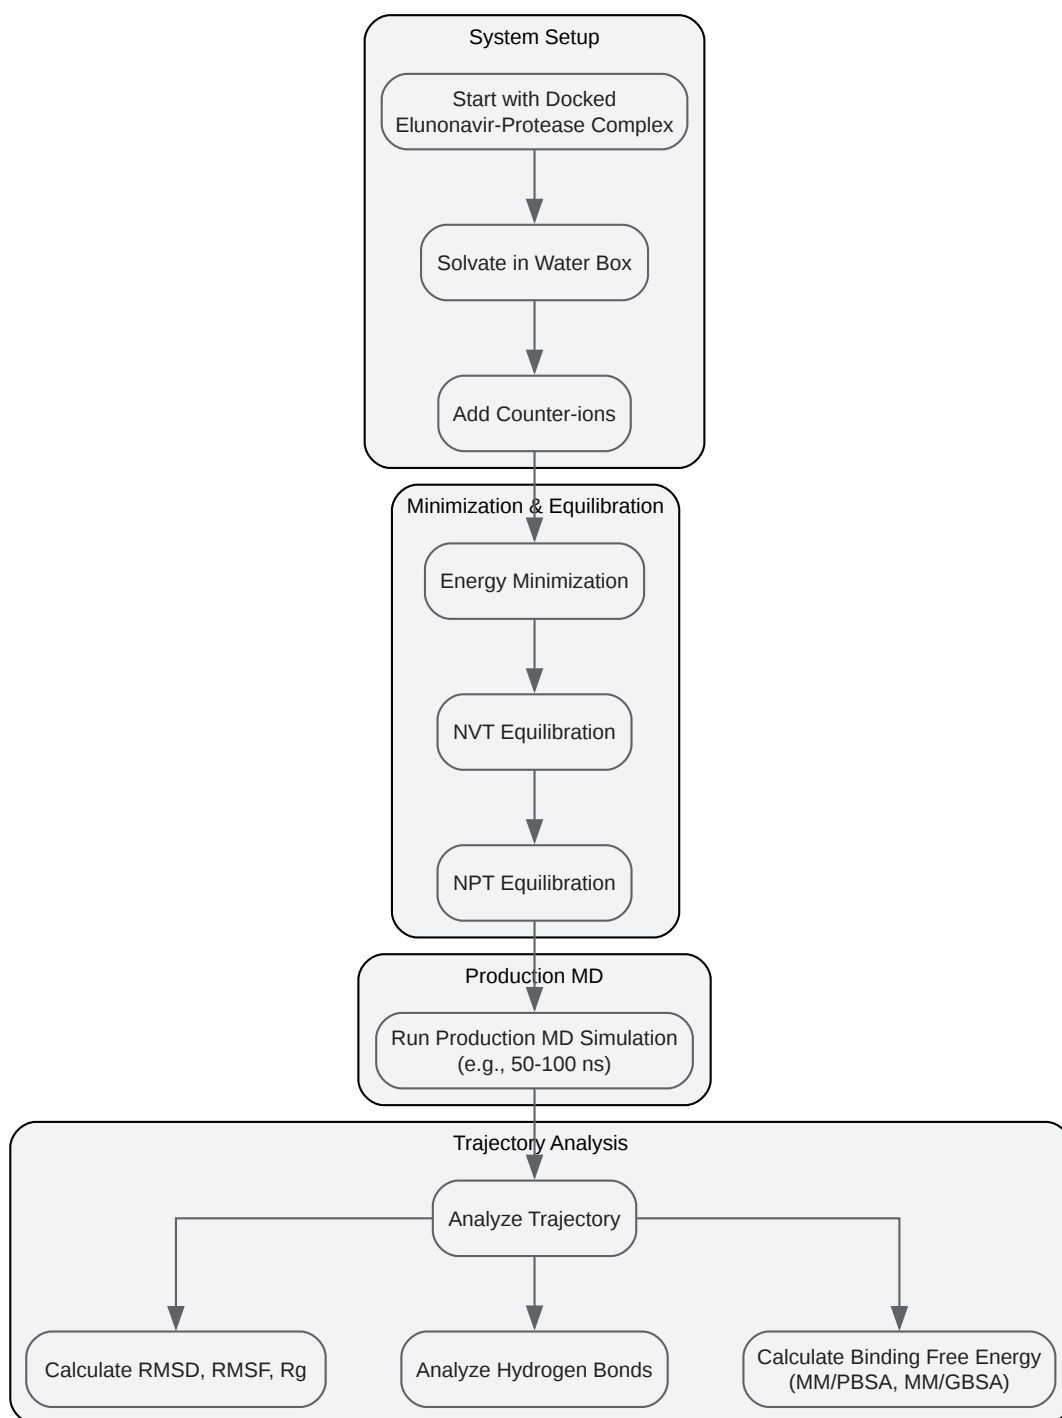 System Setup
Start with Docked
Elunonavir-Protease Complex
Solvate in Water Box
Add Counter-ions
Minimization & Equilibration
Energy Minimization
NVT Equilibration
NPT Equilibration
Production MD
Run Production MD Simulation
(e.g., 50-100 ns)
Trajectory Analysis
Analyze Trajectory
Calculate RMSD, RMSF, Rg
Analyze Hydrogen Bonds
Calculate Binding Free Energy
(MM/PBSA, MM/GBSA)